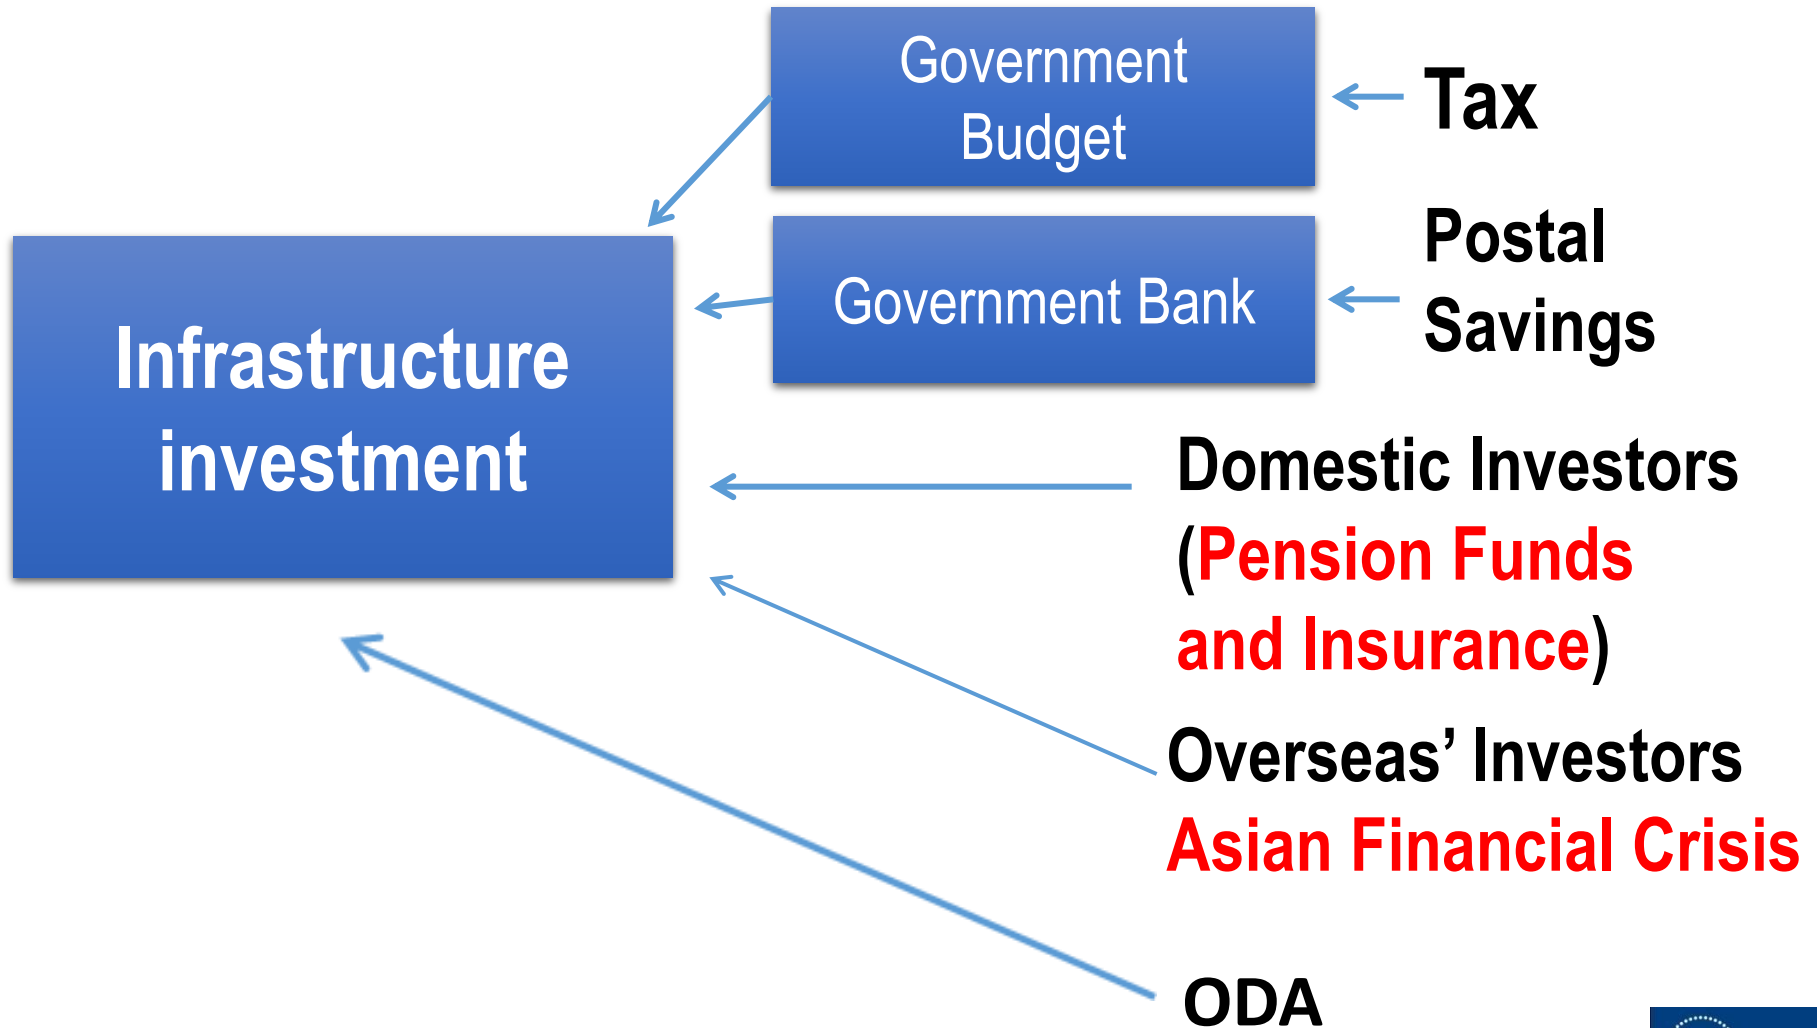 Government
Budget
Tax
Government Bank
Postal
Savings
Infrastructure
investment
Domestic Investors
(Pension Funds
and Insurance)
Overseas’ Investors
Asian Financial Crisis
ODA